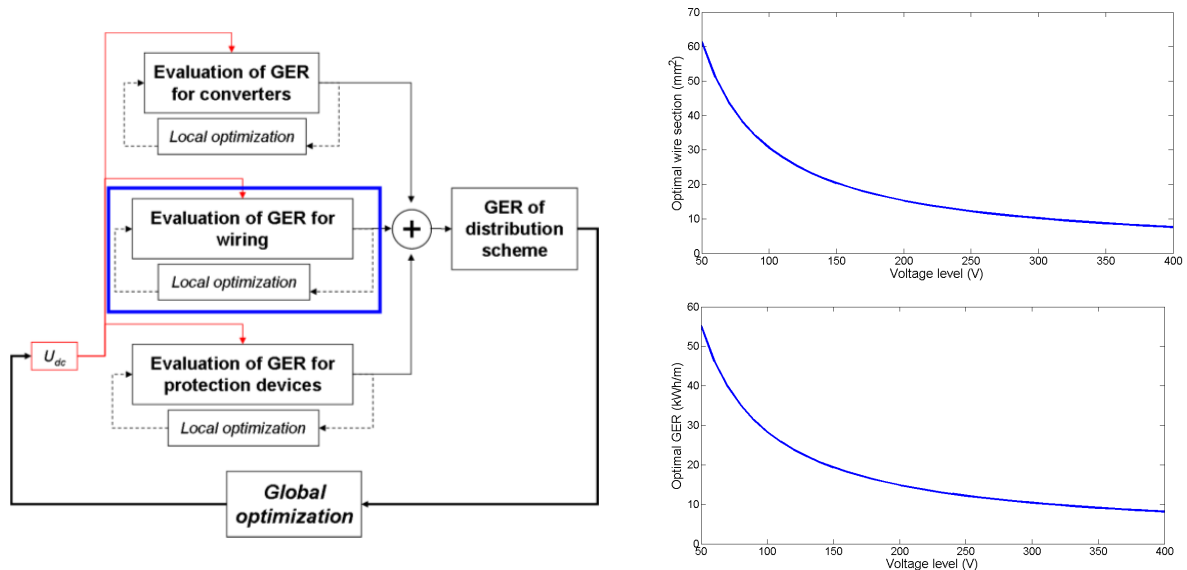 Evaluation of GER
for converters
Local optimization
Evaluation of GER for
wiring
Local optimization
+
GER of
distribution
scheme
U_dc
Evaluation of GER for
protection devices
Local optimization
Global
optimization
70
60
50
40
30
20
10
0
Optimal wire section (mm²)
50 100 150 200 250 300 350 400
Voltage level (V)
60
50
40
30
20
10
0
Optimal GER (kWh/m)
50 100 150 200 250 300 350 400
Voltage level (V)